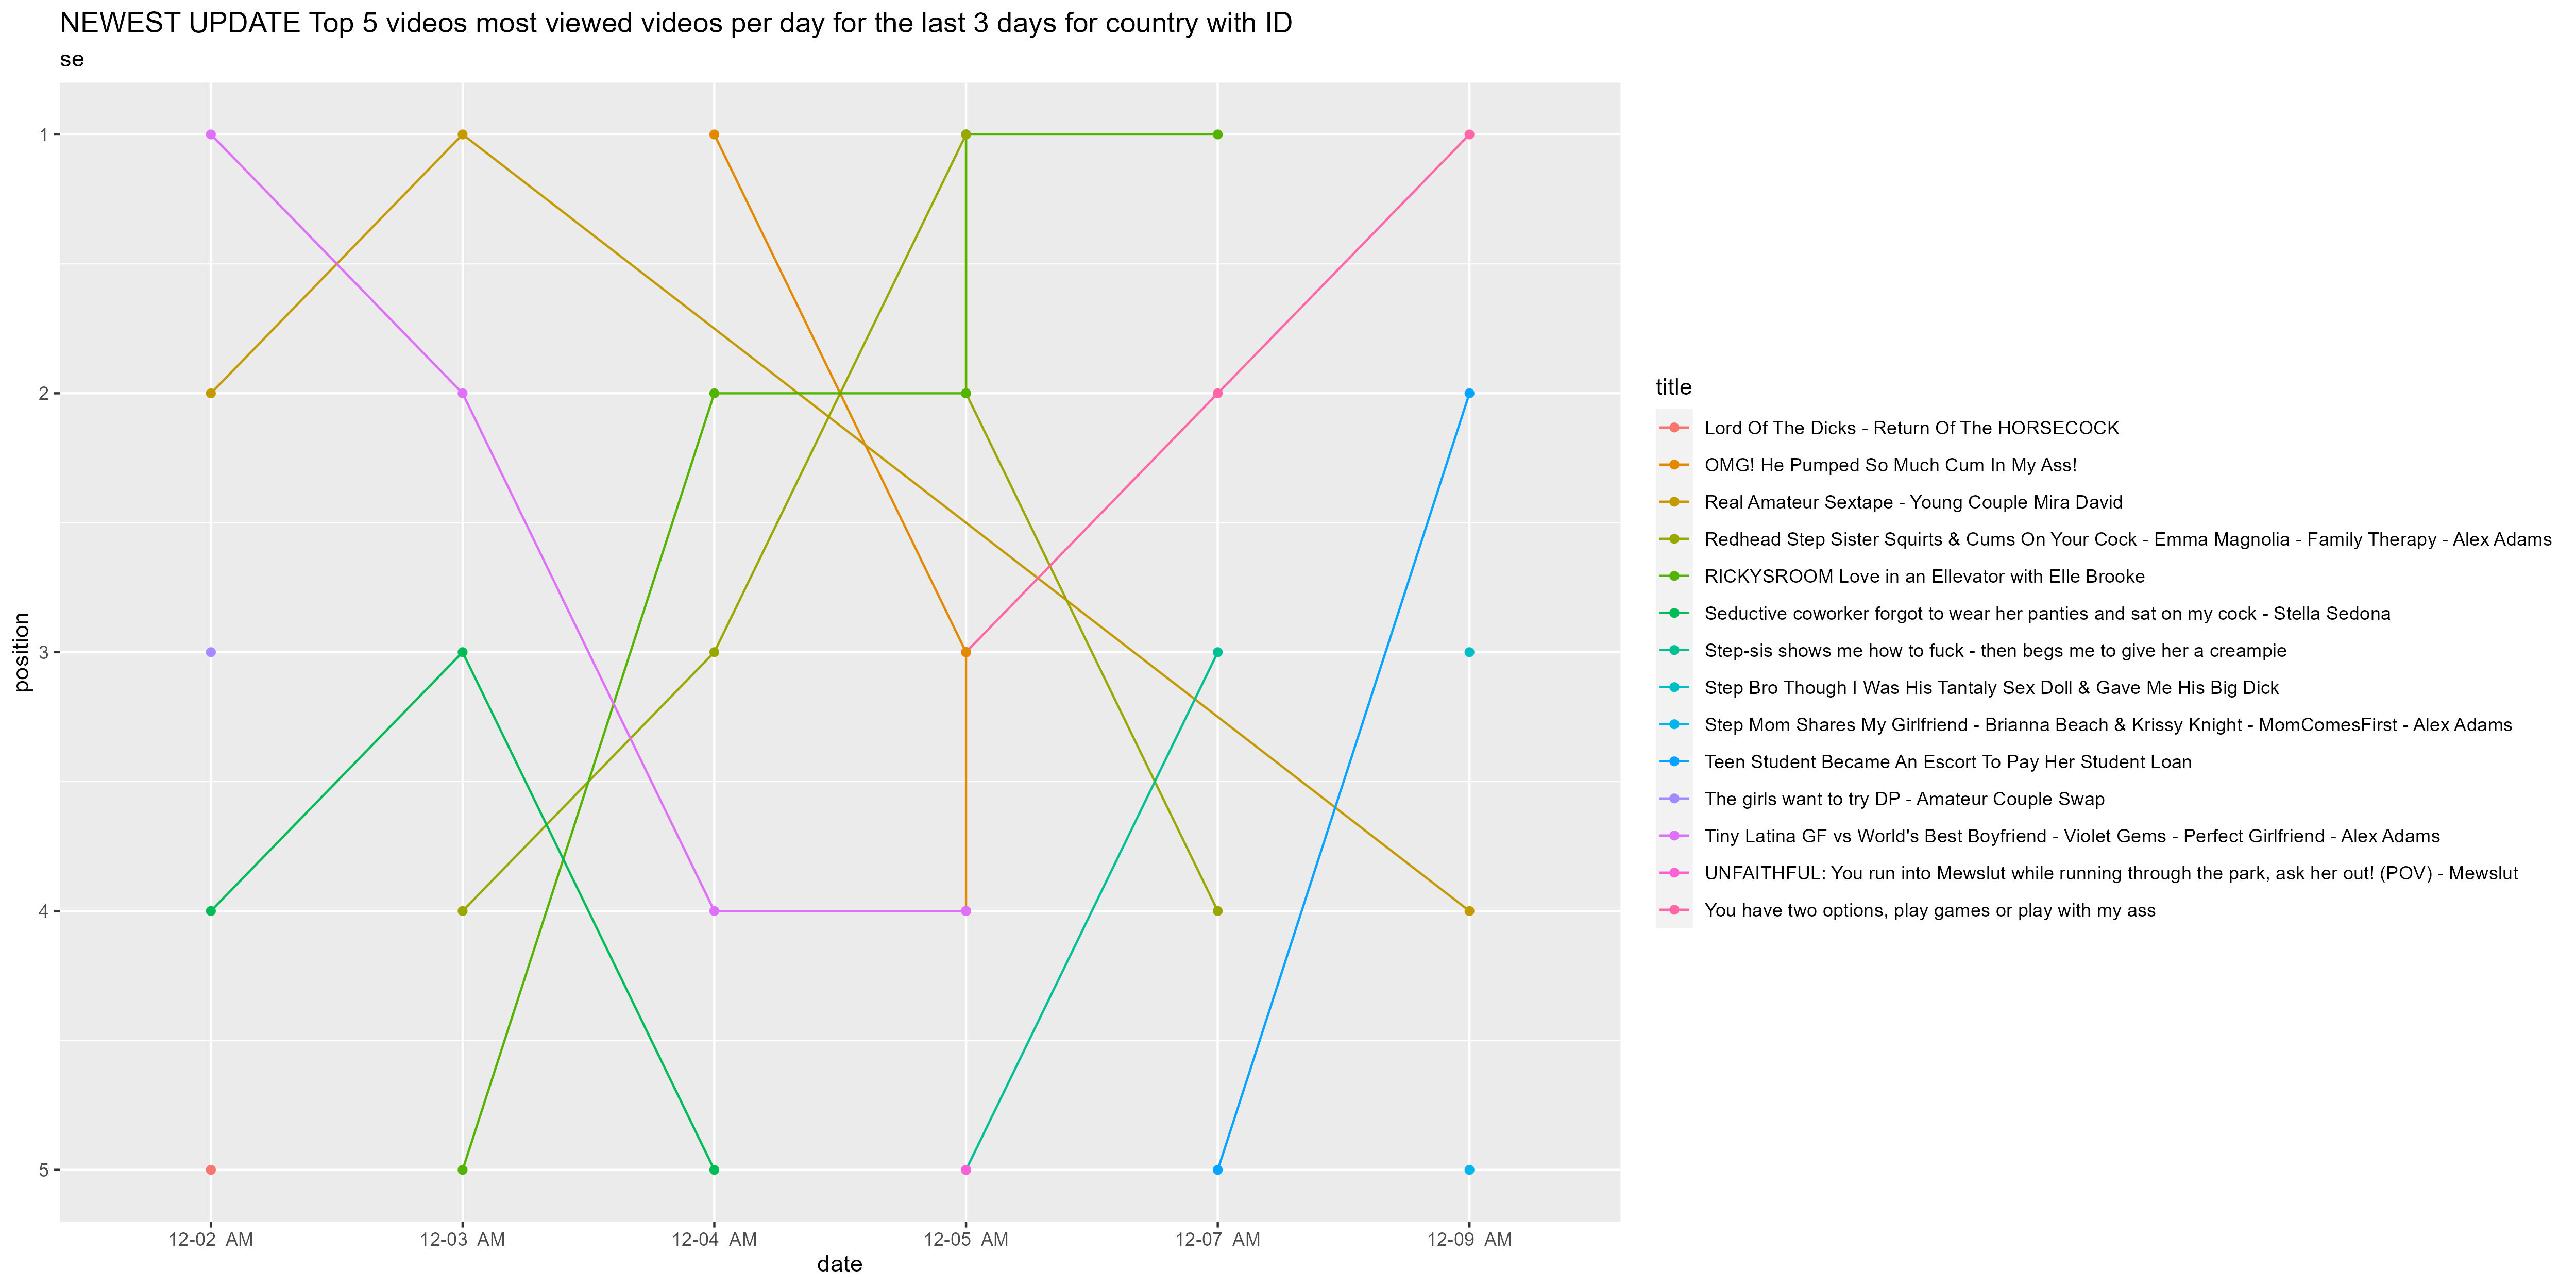 NEWEST UPDATE Top 5 videos most viewed videos per day for the last 3 days for country with ID
se
1
2
3
4
5
position
12-02 AM
12-03 AM
12-04 AM
12-05 AM
12-07 AM
12-09 AM
date
title
Lord Of The Dicks - Return Of The HORSECOCK
OMG! He Pumped So Much Cum In My Ass!
Real Amateur Sextape - Young Couple Mira David
Redhead Step Sister Squirts & Cums On Your Cock - Emma Magnolia - Family Therapy - Alex Adams
RICKYSROOM Love in an Ellevator with Elle Brooke
Seductive coworker forgot to wear her panties and sat on my cock - Stella Sedona
Step-sis shows me how to fuck - then begs me to give her a creampie
Step Bro Though I Was His Tantaly Sex Doll & Gave Me His Big Dick
Step Mom Shares My Girlfriend - Brianna Beach & Krissy Knight - MomComesFirst - Alex Adams
Teen Student Became An Escort To Pay Her Student Loan
The girls want to try DP - Amateur Couple Swap
Tiny Latina GF vs World's Best Boyfriend - Violet Gems - Perfect Girlfriend - Alex Adams
UNFAITHFUL: You run into Mewslut while running through the park, ask her out! (POV) - Mewslut
You have two options, play games or play with my ass